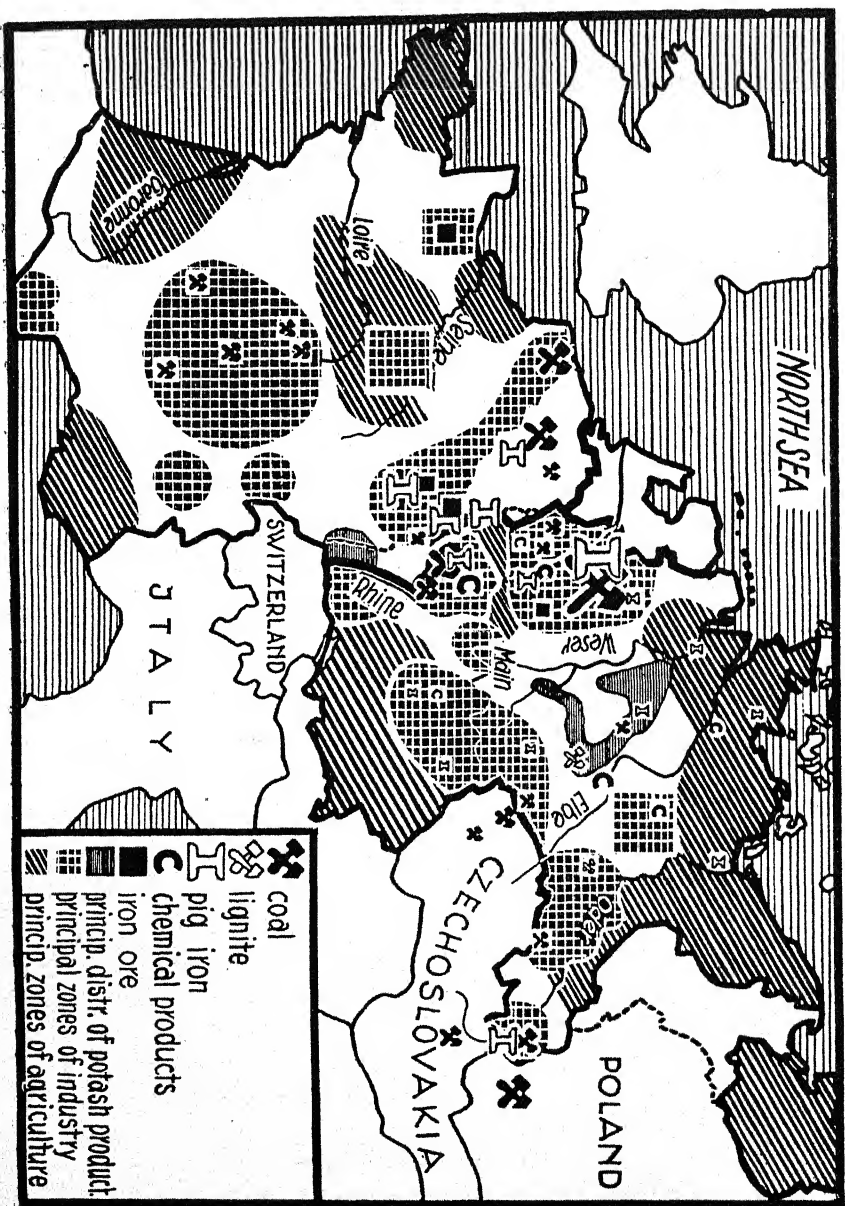 NORTH SEA
Seine
Loire
Garonne
Rhine
Main
Weser
Elbe
Oder
SWITZERLAND
JTALY
CZECHOSLOVAKIA
POLAND
coal
lignite
pig iron
C chemical products
iron ore
princip. distr. of potash product.
principal zones of industry
princip. zones of agriculture
C
C
C
C
C
C
C